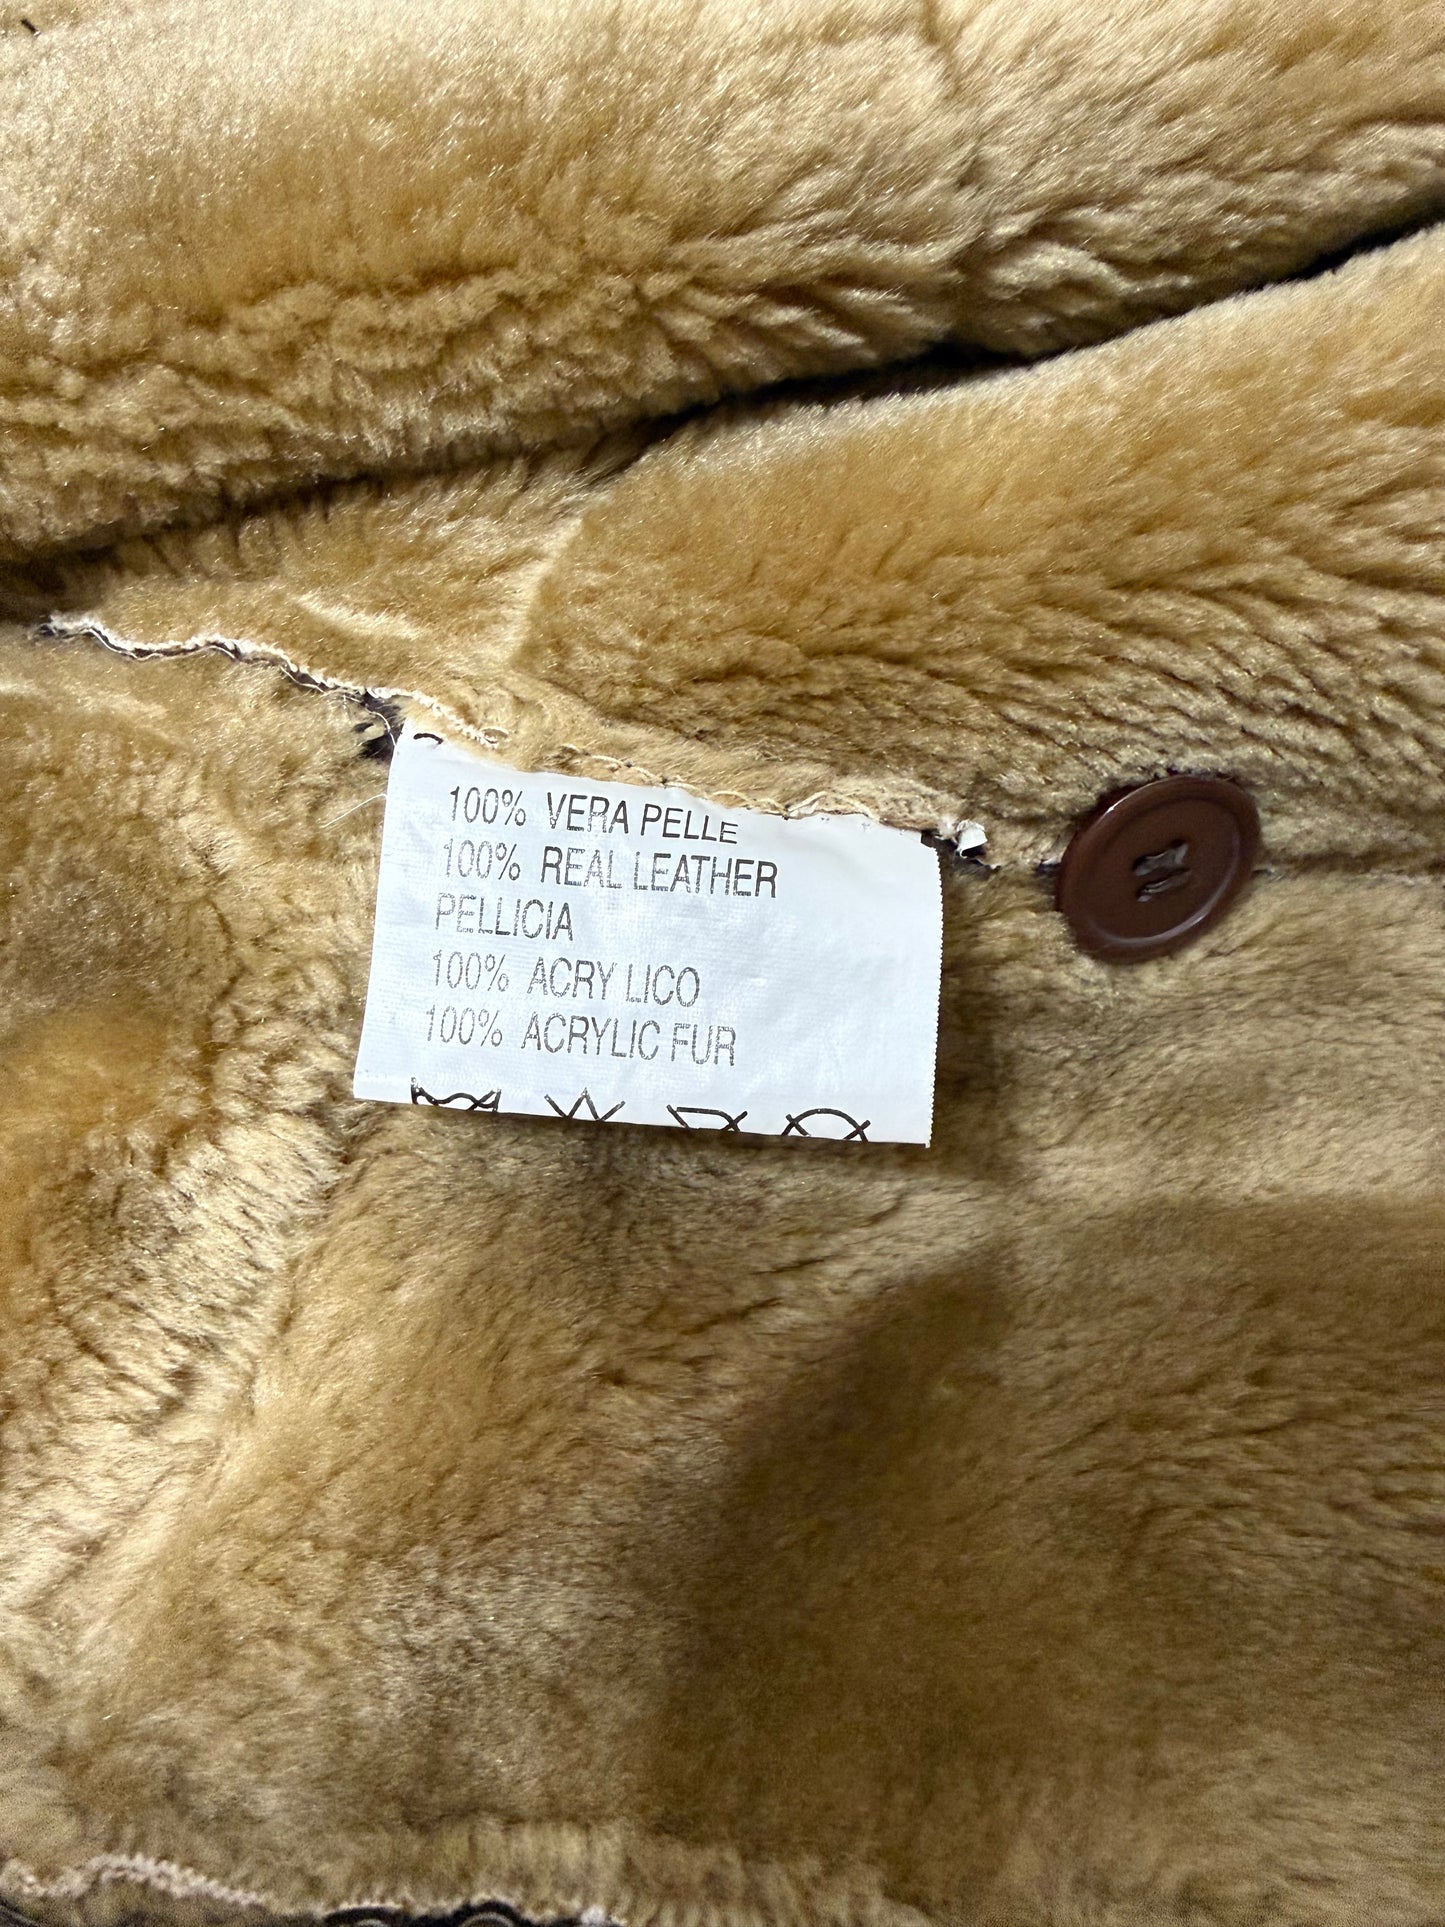 100% VERA PELLE
100% REAL LEATHER
PELLICIA
100% ACRY LICO
100% ACRYLIC FUR